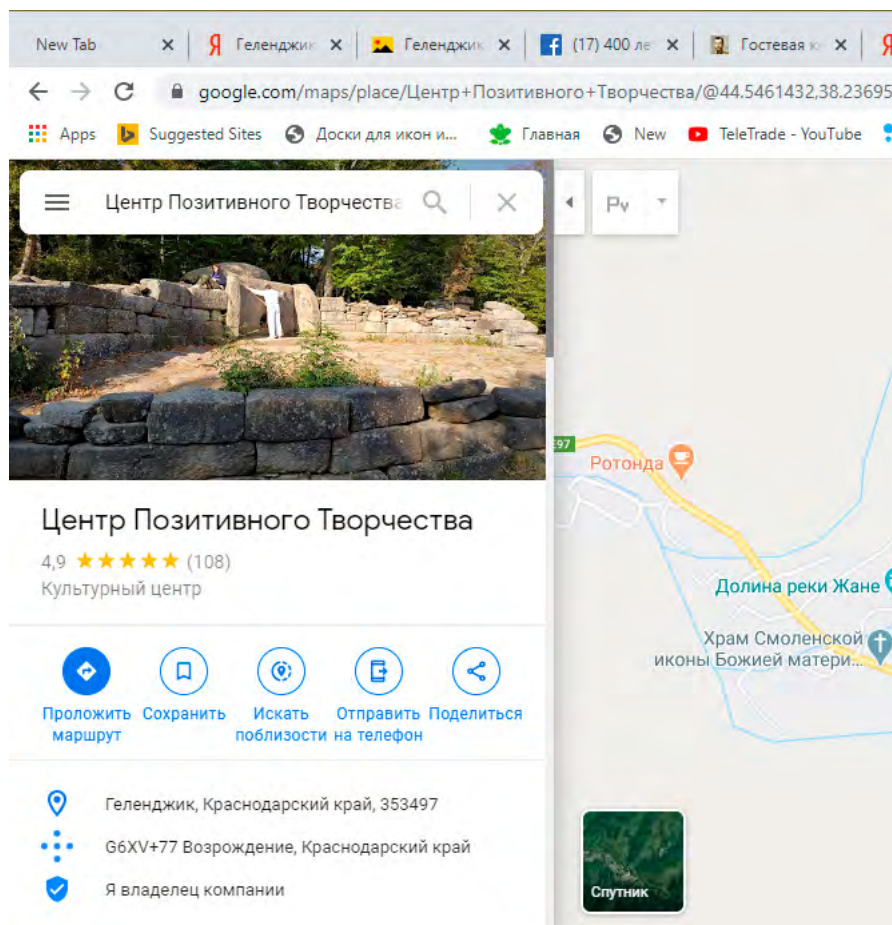 New Tab
Геленджик
Геленджик
(17) 400 ле
Гостевая к
google.com/maps/place/Центр+Позитивного+Творчества/@44.5461432,38.23695
Apps
Suggested Sites
Доски для икон и...
Главная
New
TeleTrade - YouTube
Центр Позитивного Творчества
Ру
Центр Позитивного Творчества
4,9 (108)
Культурный центр
Проложить маршрут
Сохранить
Искать поблизости
Отправить на телефон
Поделиться
Геленджик, Краснодарский край, 353497
G6XV+77 Возрождение, Краснодарский край
Я владелец компании
E97
Ротонда
Долина реки Жане
Храм Смоленской
иконы Божией матери...
Спутник